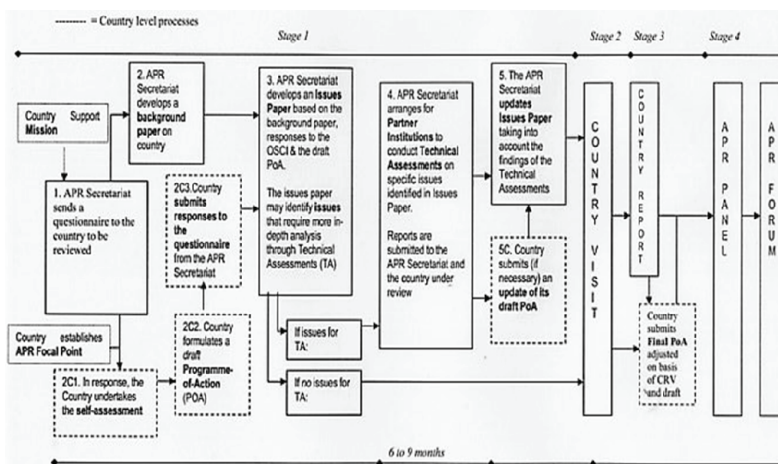 ---------- = Country level processes
Stage 1
Stage 2
Stage 3
Stage 4
Country Support
Mission
1. APR Secretariat
sends a
questionnaire to the
country to be
reviewed
Country establishes
APR Focal Point
2. APR
Secretariat
develops a
background
paper on
country
2C1. In response, the
Country undertakes
the self-assessment
2C2. Country
formulates a
draft
Programme-
of-Action
(POA)
2C3.Country
submits
responses to
the
questionnaire
from the APR
Secretariat
3. APR Secretariat
develops an Issues
Paper based on the
background paper,
responses to the
OSCI & the draft
PoA.
The issues paper
may identify issues
that require more in-
depth analysis
through Technical
Assessments (TA)
If issues for
TA:
If no issues for
TA:
4. APR Secretariat
arranges for
Partner
Institutions to
conduct Technical
Assessments on
specific issues
identified in Issues
Paper.
Reports are
submitted to the
APR Secretariat and
the country under
review
5. The APR
Secretariat
updates
Issues Paper
taking into
account the
findings of the
Technical
Assessments
5C. Country
submits (if
necessary) an
update of its
draft PoA
COUNTRY VISIT
COUNTRY REPORT
Country
submits
Final PoA
adjusted
on basis
of CRV
and draft
APR PANEL
APR FORUM
6 to 9 months